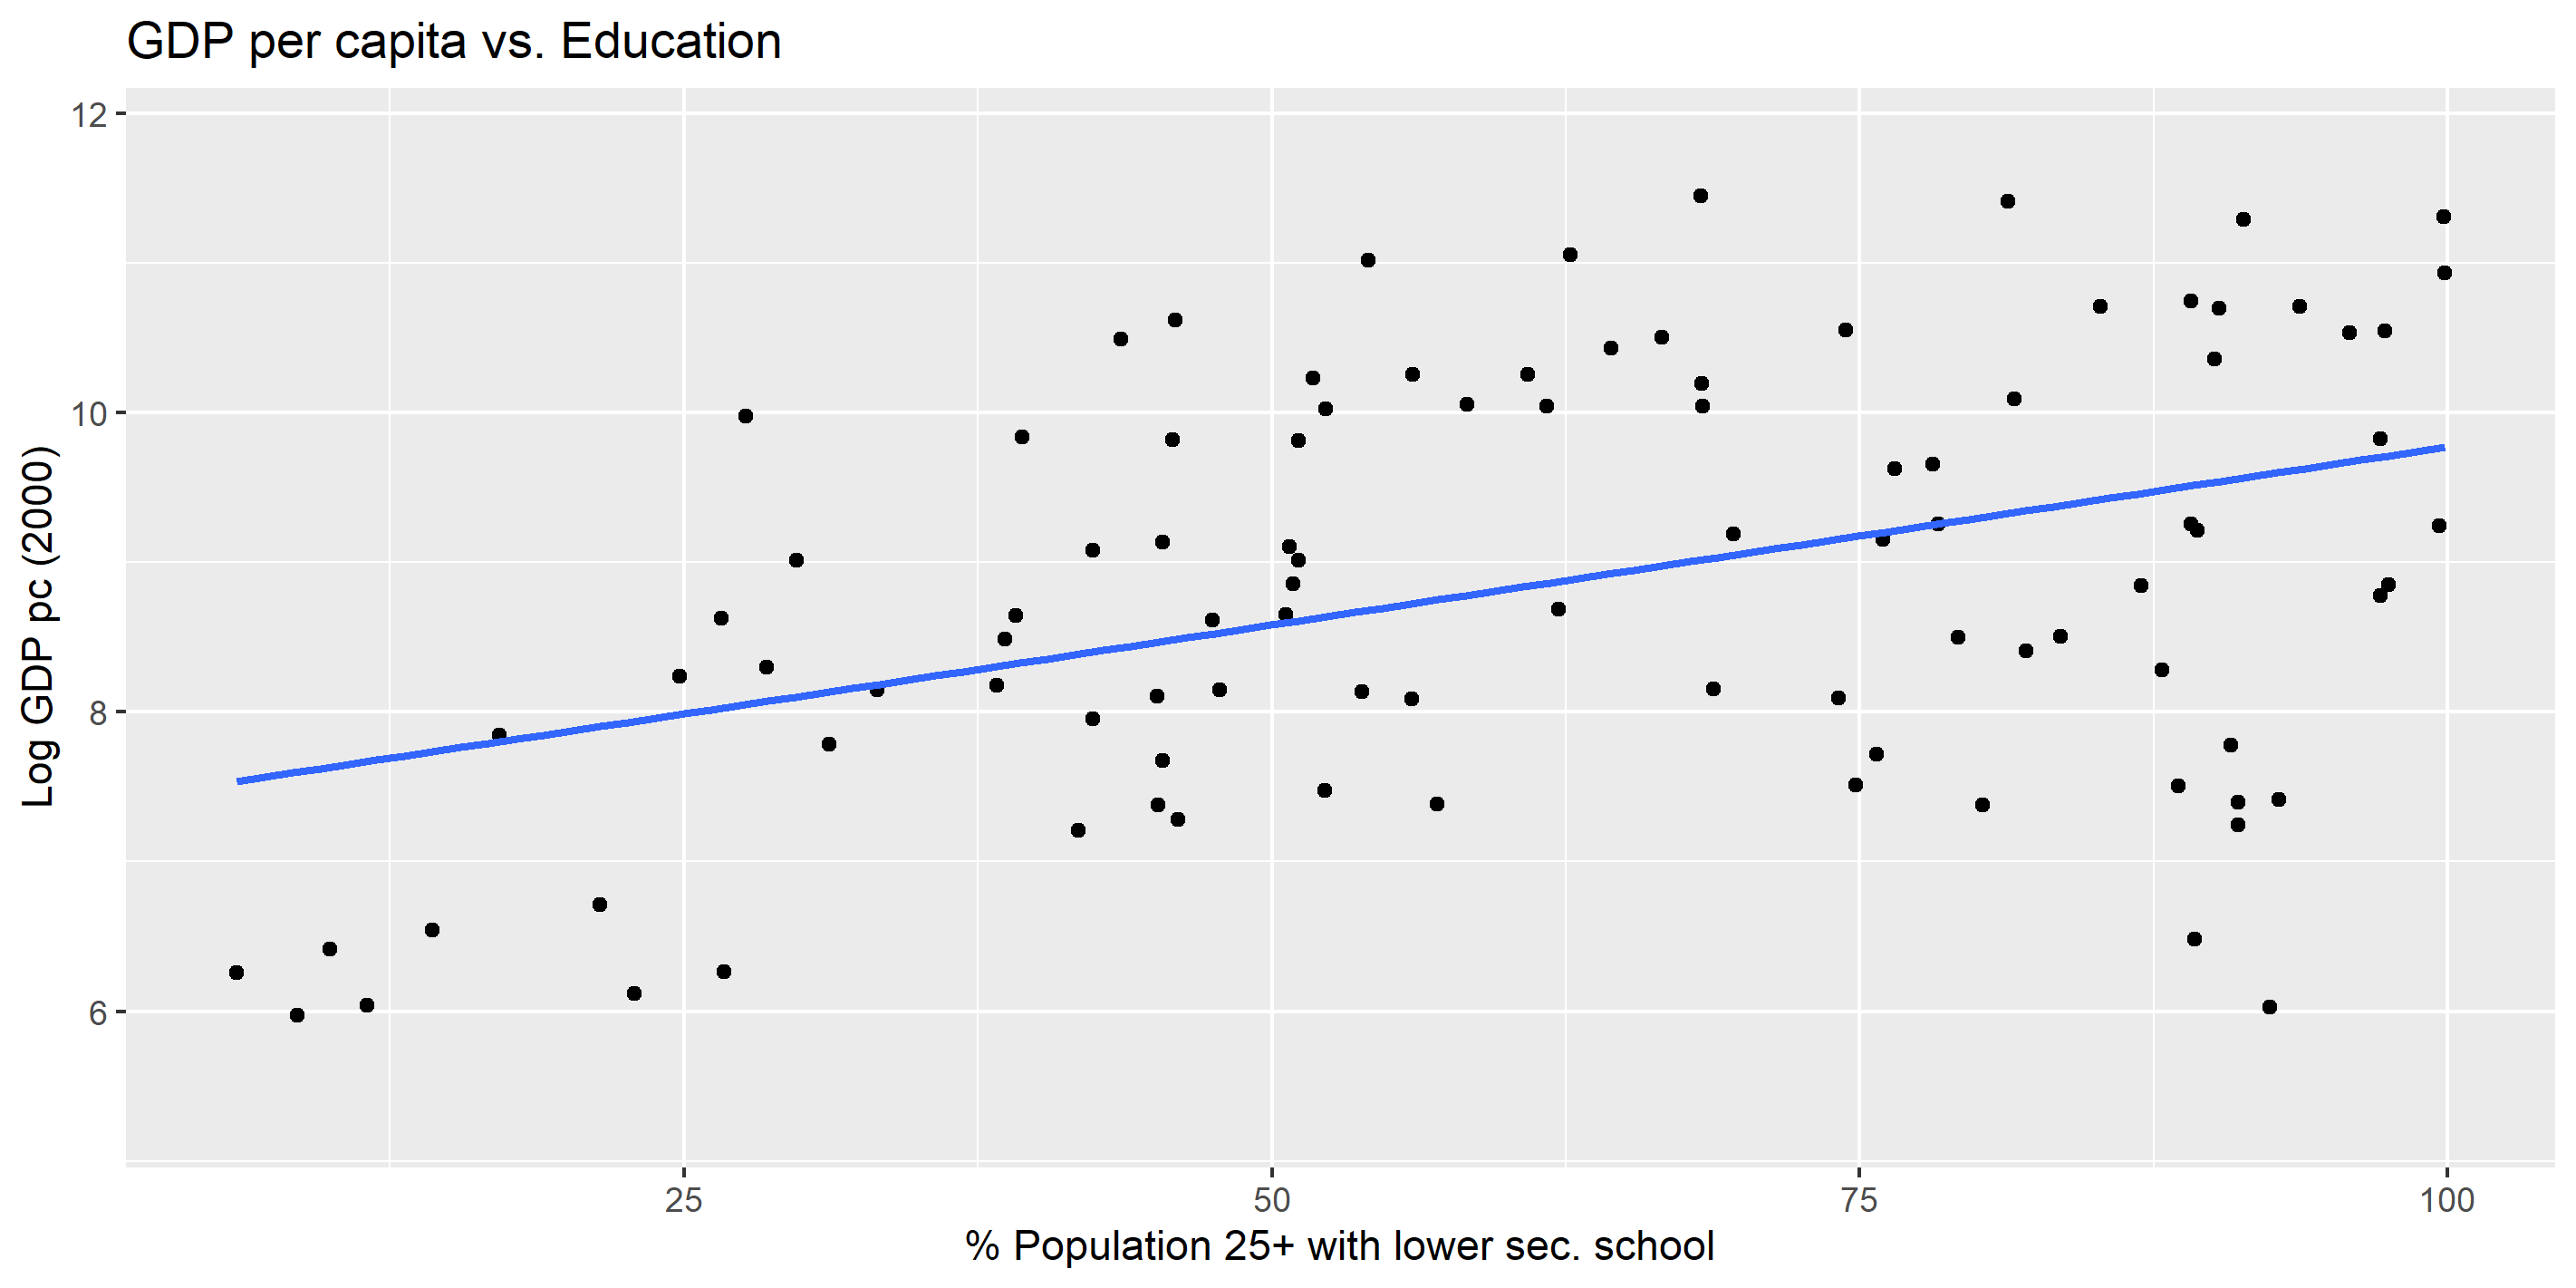 GDP per capita vs. Education
Log GDP pc (2000)
12
10
8
6
25 50 75 100
% Population 25+ with lower sec. school